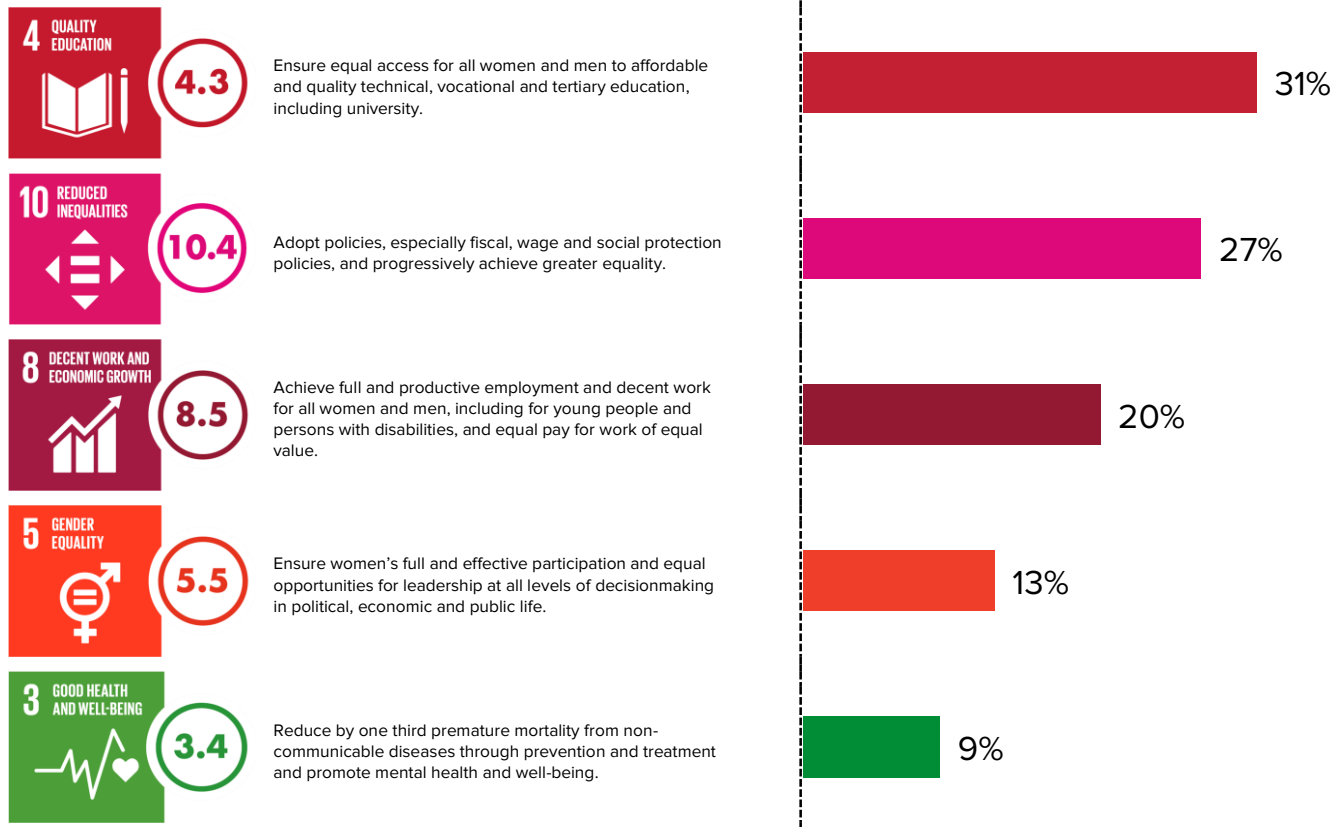 4 QUALITY
EDUCATION
4.3
Ensure equal access for all women and men to affordable
and quality technical, vocational and tertiary education,
including university.
31%
10 REDUCED
INEQUALITIES
10.4
Adopt policies, especially fiscal, wage and social protection
policies, and progressively achieve greater equality.
27%
8 DECENT WORK AND
ECONOMIC GROWTH
8.5
Achieve full and productive employment and decent work
for all women and men, including for young people and
persons with disabilities, and equal pay for work of equal
value.
20%
5 GENDER
EQUALITY
5.5
Ensure women’s full and effective participation and equal
opportunities for leadership at all levels of decisionmaking
in political, economic and public life.
13%
3 GOOD HEALTH
AND WELL-BEING
3.4
Reduce by one third premature mortality from non-
communicable diseases through prevention and treatment
and promote mental health and well-being.
9%